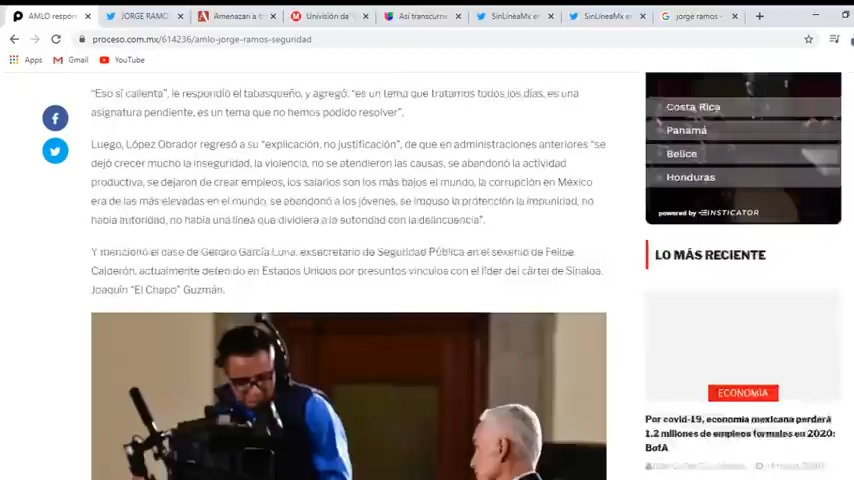 AMLO respon
JORGE RAMO
Amenazan a t
Univisión da
Así transcurre
SinLíneaMx e
SinLíneaMx e
jorge ramos -
proceso.com.mx/614236/amlo-jorge-ramos-seguridad
Apps
Gmail
YouTube
“Eso sí calienta”, le respondió el tabasqueño, y agregó: “es un tema que tratamos todos los días, es una
asignatura pendiente, es un tema que no hemos podido resolver”.
Luego, López Obrador regresó a su “explicación, no justificación”, de que en administraciones anteriores “se
dejó crecer mucho la inseguridad, la violencia, no se atendieron las causas, se abandonó la actividad
productiva, se dejaron de crear empleos, los salarios son los más bajos el mundo, la corrupción en México
era de las más elevadas en el mundo, se abandonó a los jóvenes, se impuso la protección la impunidad, no
había autoridad, no había una línea que dividiera a la autoridad con la delincuencia”.
Y mencionó el caso de Genaro García Luna, exsecretario de Seguridad Pública en el sexenio de Felipe
Calderón, actualmente detenido en Estados Unidos por presuntos vínculos con el líder del cártel de Sinaloa,
Joaquín “El Chapo” Guzmán.
Costa Rica
Panamá
Belice
Honduras
powered by INSTICATOR
LO MÁS RECIENTE
ECONOMÍA
Por covid-19, economía mexicana perderá
1.2 millones de empleos formales en 2020:
BofA